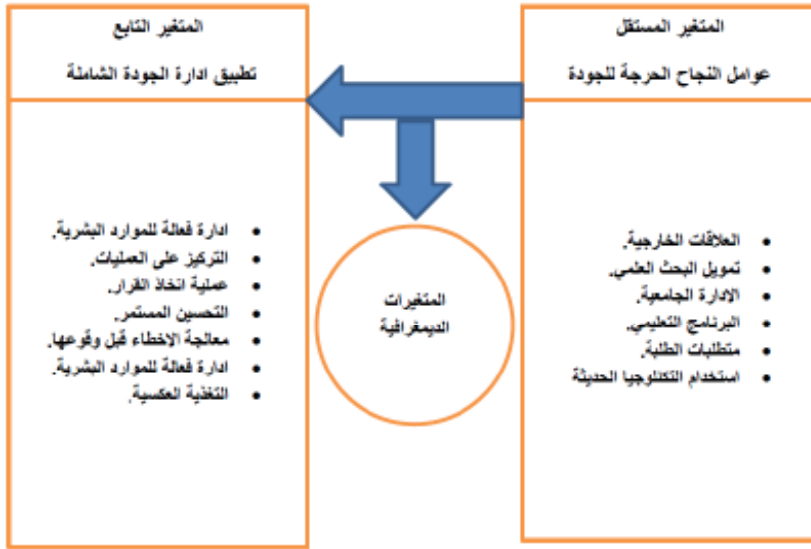 المتغير المستقل
عوامل النجاح الحرجة للجودة
• العلاقات الخارجية.
• تمويل البحث العلمي.
• الادارة الجامعية.
• البرنامج التعليمي.
• متطلبات الطلبة.
• استخدام التكنلوجيا الحديثة
المتغيرات
الديمغرافية
المتغير التابع
تطبيق ادارة الجودة الشاملة
• ادارة فعالة للموارد البشرية.
• التركيز على العمليات.
• عملية اتخاذ القرار.
• التحسين المستمر.
• معالجة الاخطاء قبل وقوعها.
• ادارة فعالة للموارد البشرية.
• التغذية العكسية.